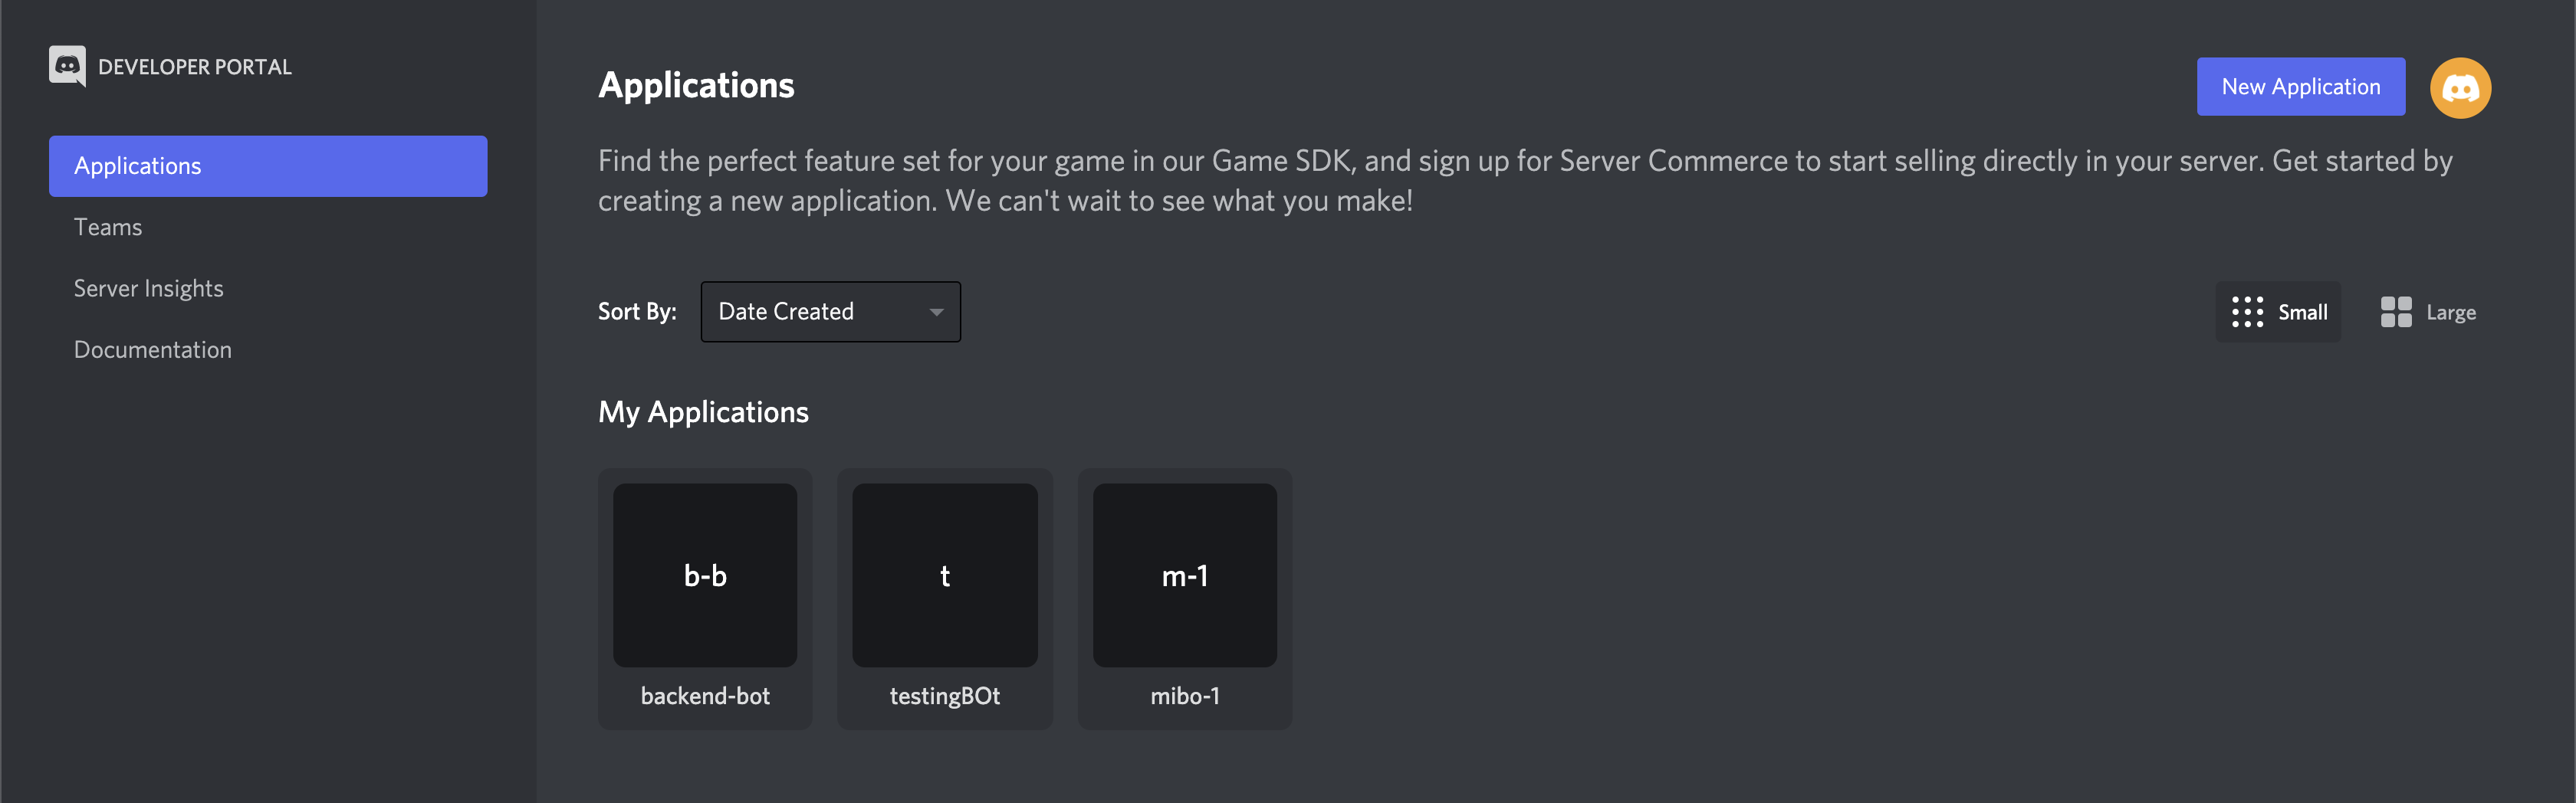 DEVELOPER PORTAL
Applications
Teams
Server Insights
Documentation
Applications
New Application
Find the perfect feature set for your game in our Game SDK, and sign up for Server Commerce to start selling directly in your server. Get started by
creating a new application. We can't wait to see what you make!
Sort By: Date Created
Small Large
My Applications
b-b t m-1
backend-bot testingBOt mibo-1